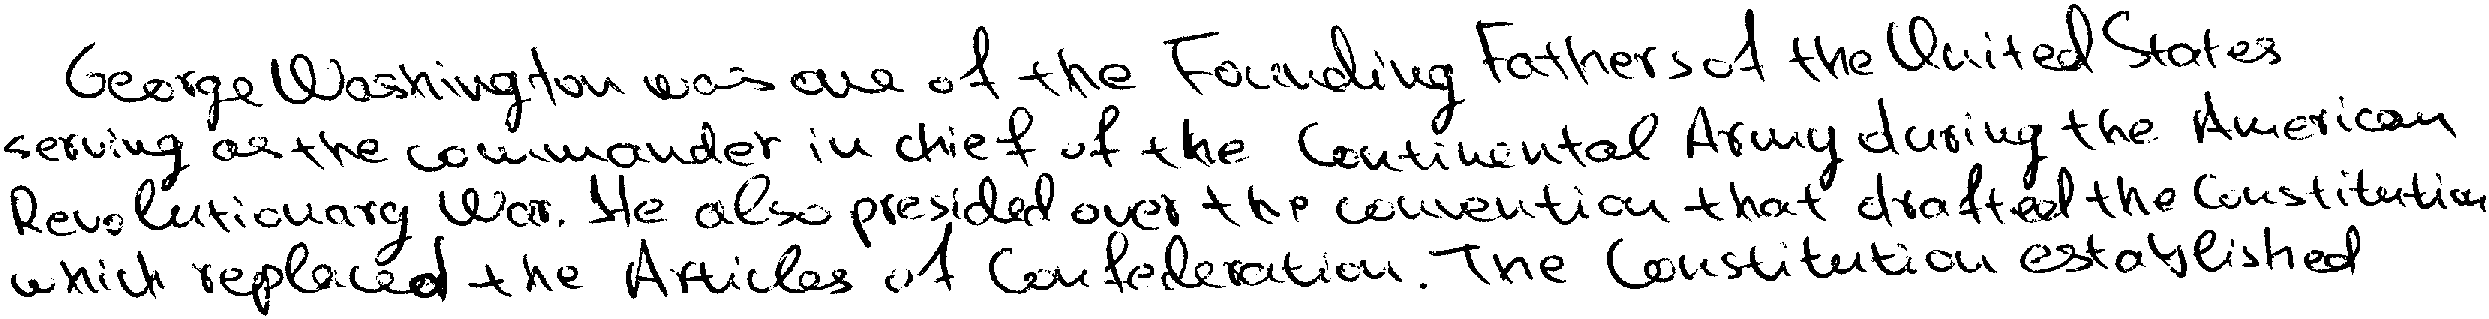 George Washington was one of the Founding Fathers of the United States
serving as the commander in chief of the Continental Army during the American
Revolutionary War. He also presided over the convention that drafted the Constitution
which replaced the Articles of Confederation. The Constitution established